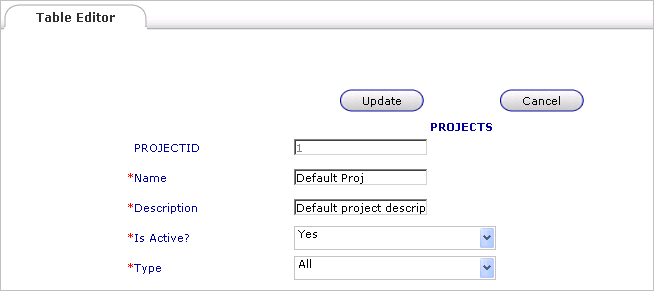 Table Editor
Update Cancel
PROJECTS
PROJECTID 1
*Name Default Proj
*Description Default project descrip
*Is Active? Yes
*Type All